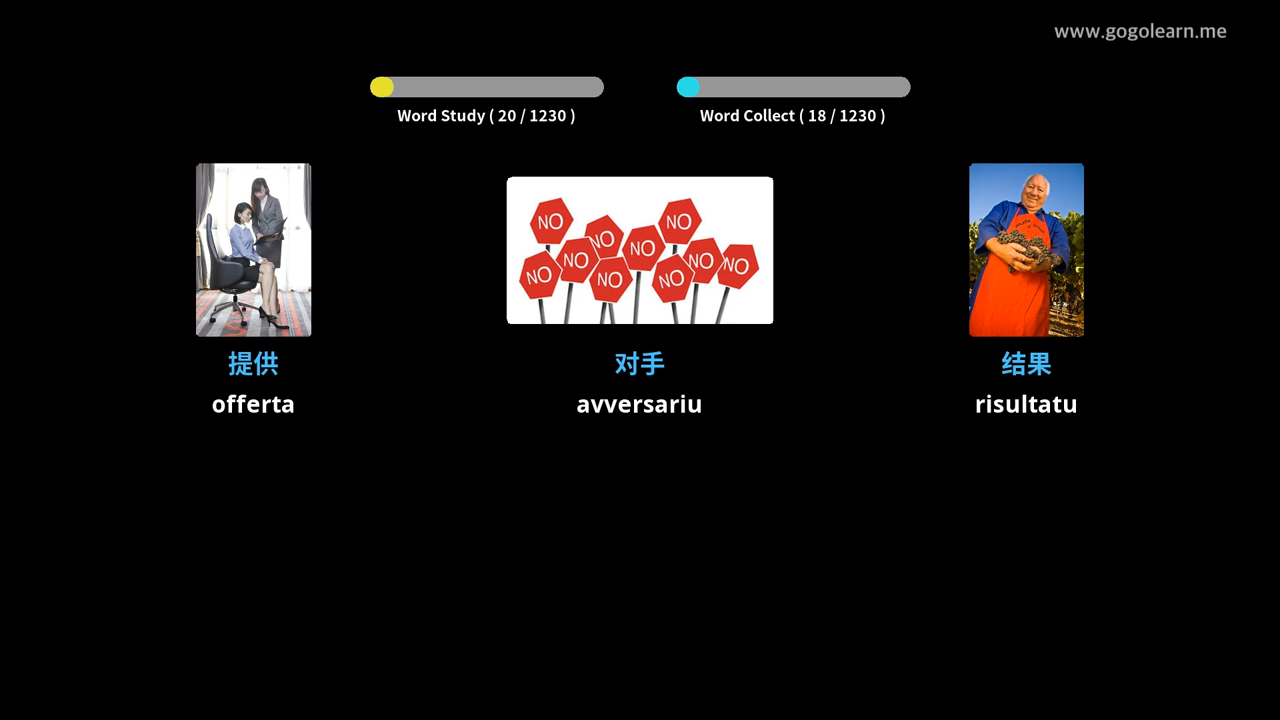 www.gogolearn.me
Word Study ( 20 / 1230 )
Word Collect ( 18 / 1230 )
NO
NO
NO
NO
NO
NO
NO
NO
NO
NO
提供
对手
结果
offerta
avversariu
risultatu